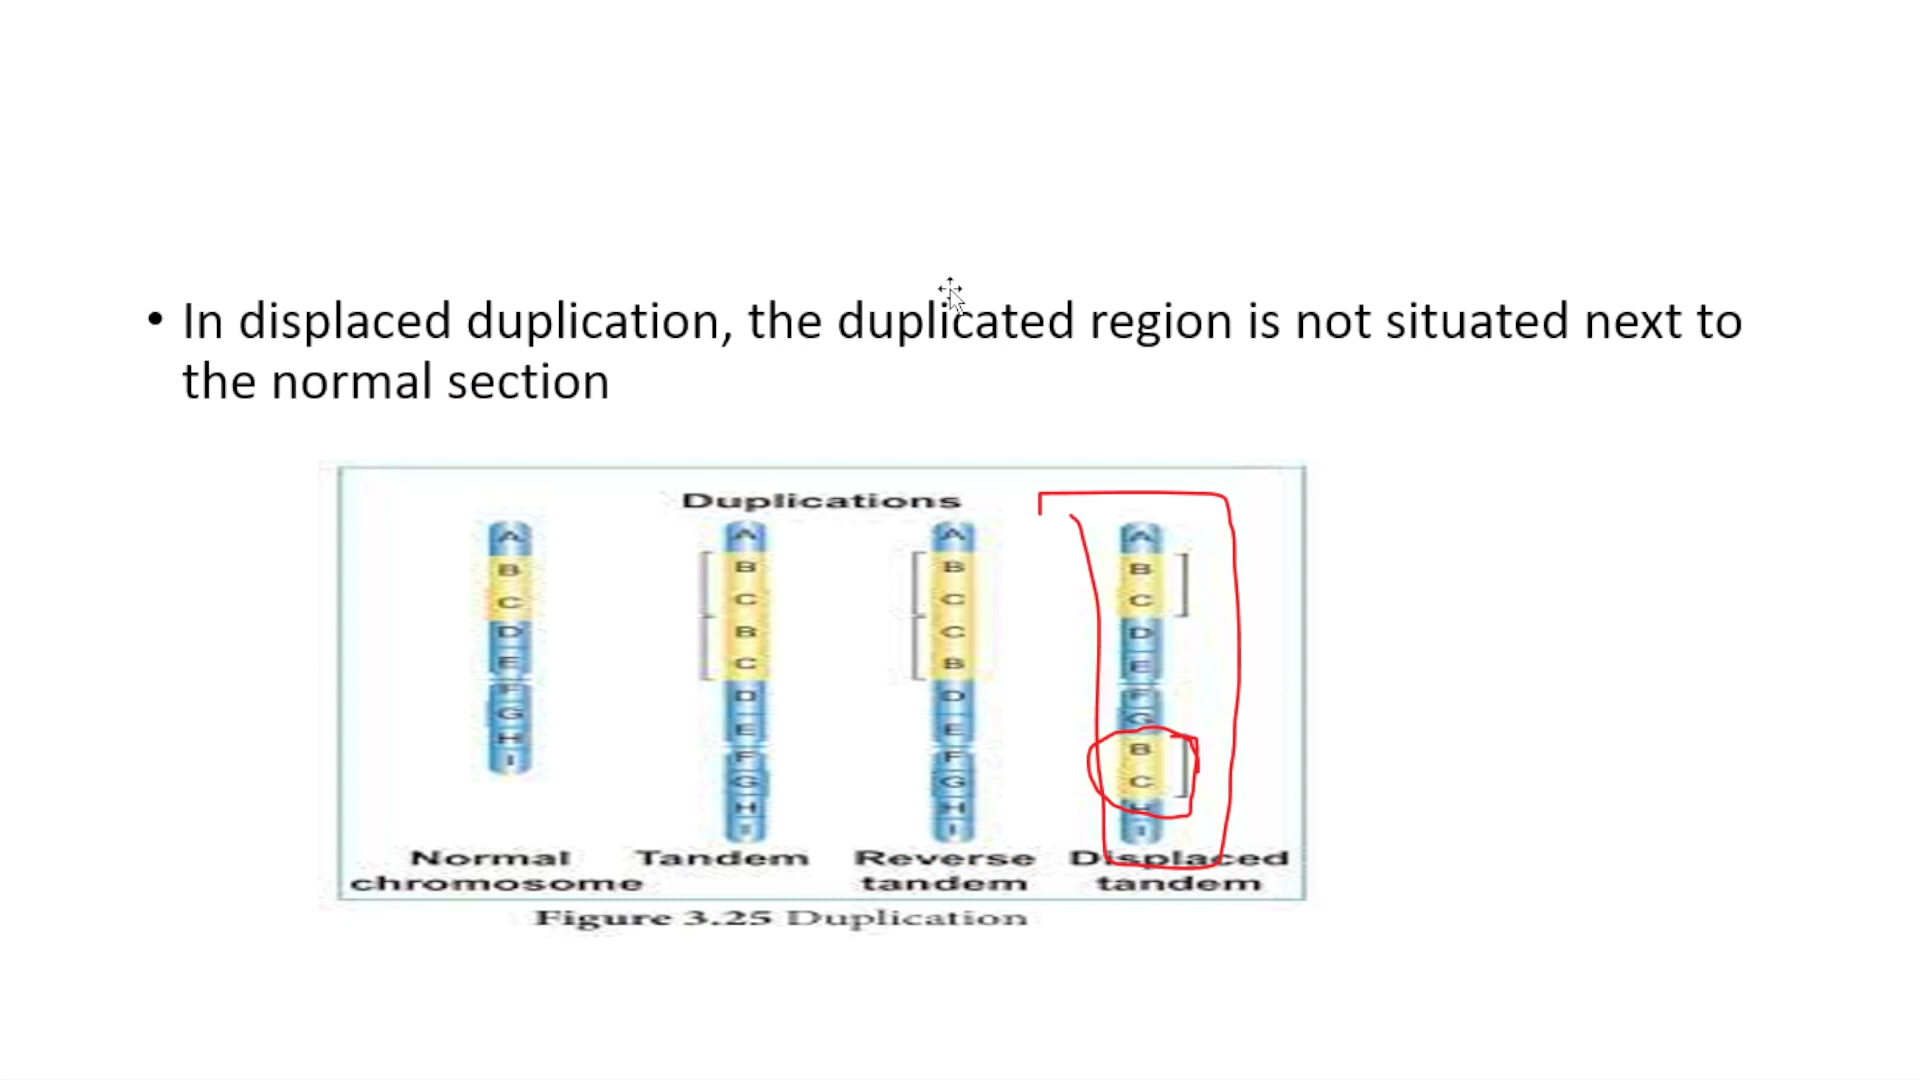 • In displaced duplication, the duplicated region is not situated next to
the normal section
Duplications
A A A A
B B B B
C C C C
D B C D
E C B E
F D D F
G E E G
H F F B
I G G C
H H H
I I I
Normal Tandem Reverse Displaced
chromosome tandem tandem
Figure 3.25 Duplication